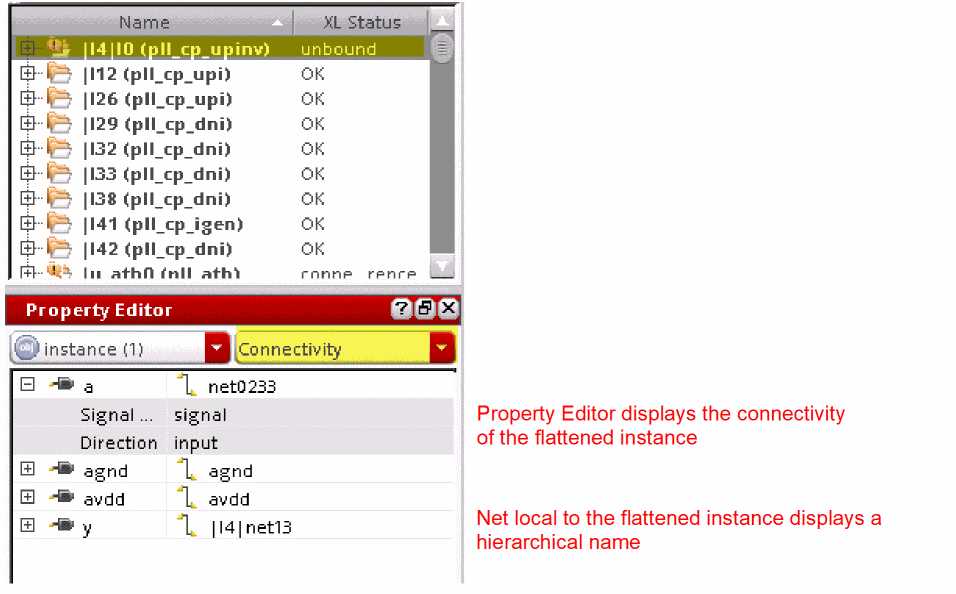 Name XL Status
|I4|I0 (pll_cp_upinv) unbound
|I12 (pll_cp_upi) OK
|I26 (pll_cp_upi) OK
|I29 (pll_cp_dni) OK
|I32 (pll_cp_dni) OK
|I33 (pll_cp_dni) OK
|I38 (pll_cp_dni) OK
|I41 (pll_cp_igen) OK
|I42 (pll_cp_dni) OK
|u_atb0 (pll_atb)
Property Editor
obj instance (1) Connectivity
a net0233
Signal ... signal
Direction input
agnd agnd
avdd avdd
y |I4|net13
Property Editor displays the connectivity
of the flattened instance
Net local to the flattened instance displays a
hierarchical name